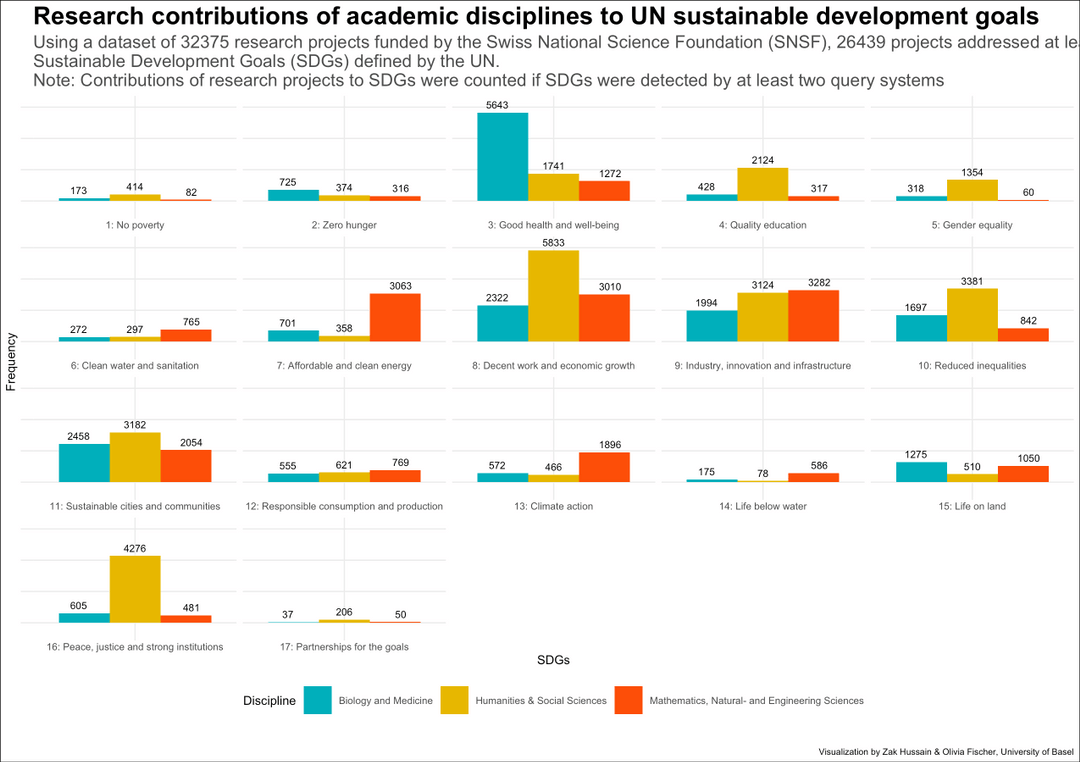 Research contributions of academic disciplines to UN sustainable development goals
Using a dataset of 32375 research projects funded by the Swiss National Science Foundation (SNSF), 26439 projects addressed at
Sustainable Development Goals (SDGs) defined by the UN.
Note: Contributions of research projects to SDGs were counted if SDGs were detected by at least two query systems
Frequency
173 414 82
1: No poverty
725 374 316
2: Zero hunger
5643 1741 1272
3: Good health and well-being
428 2124 317
4: Quality education
318 1354 60
5: Gender equality
272 297 765
6: Clean water and sanitation
701 358 3063
7: Affordable and clean energy
2322 5833 3010
8: Decent work and economic growth
1994 3124 3282
9: Industry, innovation and infrastructure
1697 3381 842
10: Reduced inequalities
2458 3182 2054
11: Sustainable cities and communities
555 621 769
12: Responsible consumption and production
572 466 1896
13: Climate action
175 78 586
14: Life below water
1275 510 1050
15: Life on land
605 4276 481
16: Peace, justice and strong institutions
37 206 50
17: Partnerships for the goals
SDGs
Discipline Biology and Medicine Humanities & Social Sciences Mathematics, Natural- and Engineering Sciences
Visualization by Zak Hussain & Olivia Fischer, University of Basel